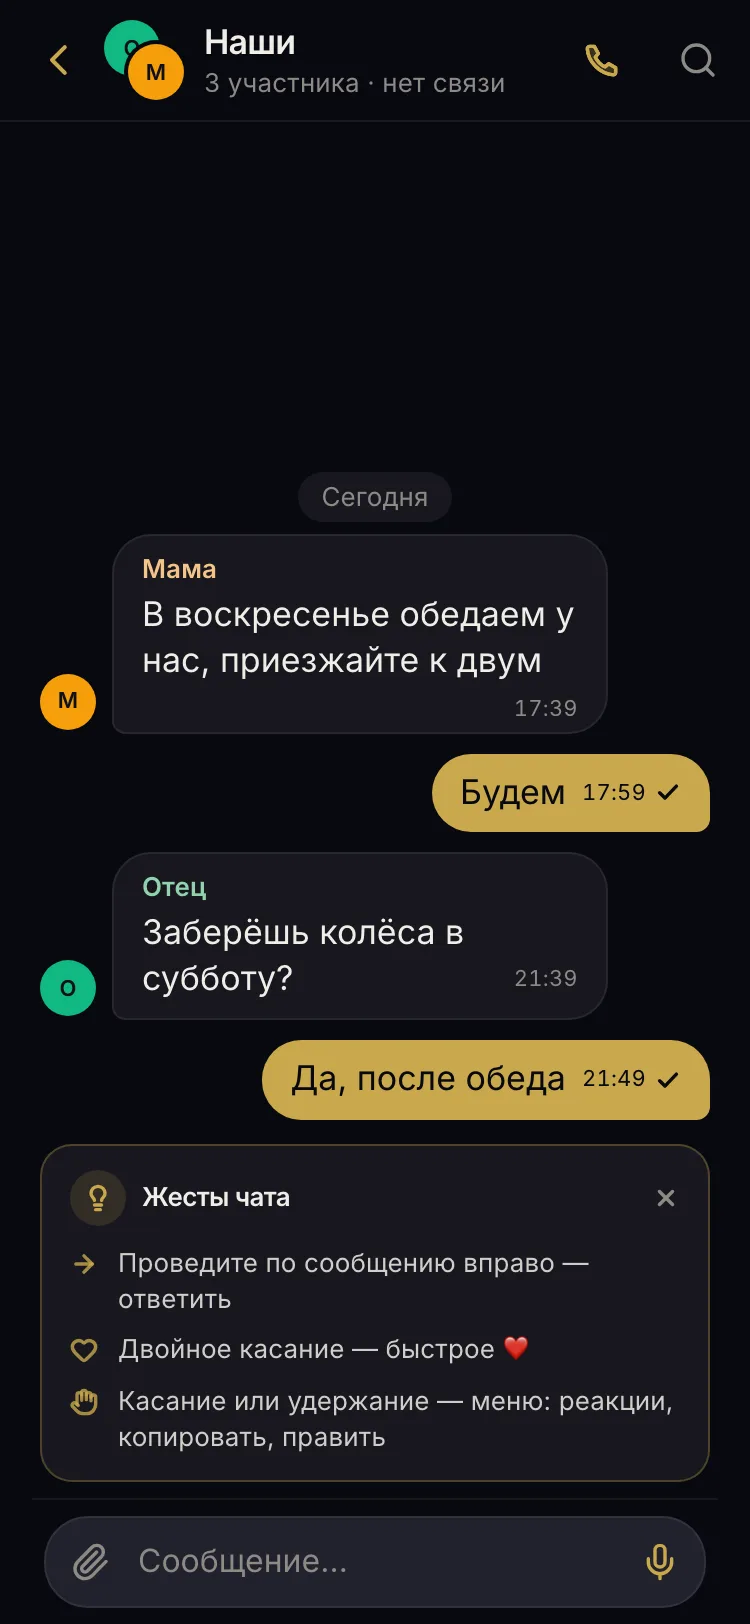 О
М
Наши
3 участника · нет связи
Сегодня
Мама
В воскресенье обедаем у
нас, приезжайте к двум
17:39
М
Будем 17:59
Отец
Заберёшь колёса в
субботу? 21:39
О
Да, после обеда 21:49
Жесты чата
Проведите по сообщению вправо —
ответить
Двойное касание — быстрое ❤️
Касание или удержание — меню: реакции,
копировать, править
Сообщение...